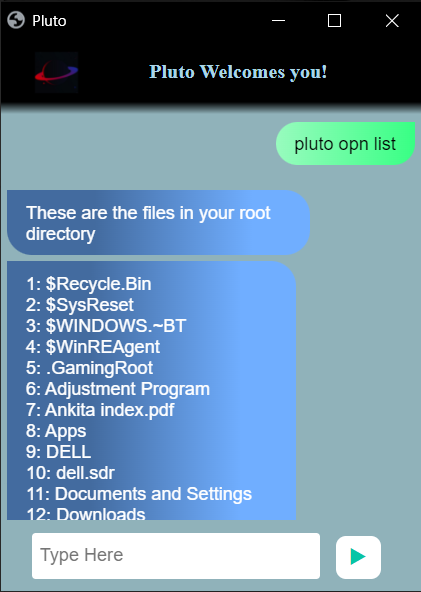 Pluto
Pluto Welcomes you!
pluto opn list
These are the files in your root
directory
1: $Recycle.Bin
2: $SysReset
3: $WINDOWS.~BT
4: $WinREAgent
5: .GamingRoot
6: Adjustment Program
7: Ankita index.pdf
8: Apps
9: DELL
10: dell.sdr
11: Documents and Settings
12: Downloads
Type Here